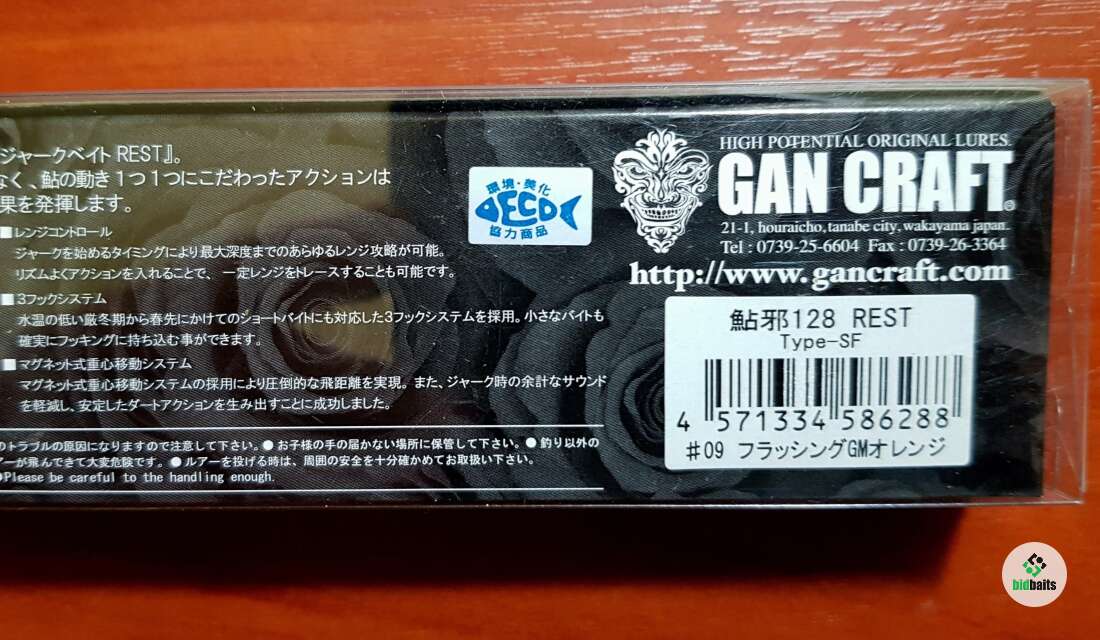 ジャークベイト REST』。
なく、鮎の動き1つ1つにこだわったアクションは
果を発揮します。
■レンジコントロール
ジャークを始めるタイミングにより最大深度までのあらゆるレンジ攻略が可能。
リズムよくアクションを入れることで、一定レンジをトレースすることも可能です。
■3フックシステム
水温の低い厳冬期から春先にかけてのショートバイトにも対応した3フックシステムを採用。小さなバイトも
確実にフッキングに持ち込む事ができます。
■マグネット式重心移動システム
マグネット式重心移動システムの採用により圧倒的な飛距離を実現。また、ジャーク時の余計なサウンド
を軽減し、安定したダートアクションを生み出すことに成功しました。
のトラブルの原因になりますので注意して下さい。●お子様の手の届かない場所に保管して下さい。●釣り以外の
アーが飛んできて大変危険です。●ルアーを投げる時は、周囲の安全を十分確かめてお取扱い下さい。
●Please be careful to the handling enough.
環境・美化
ECO
協力商品
HIGH POTENTIAL ORIGINAL LURES.
GAN CRAFT®
21-1, houraicho, tanabe city, wakayama japan.
Tel : 0739-25-6604 Fax : 0739-26-3364
http://www.gancraft.com
鮎邪128 REST
Type-SF
4 571334 586288
#09 フラッシングGMオレンジ
bidbaits